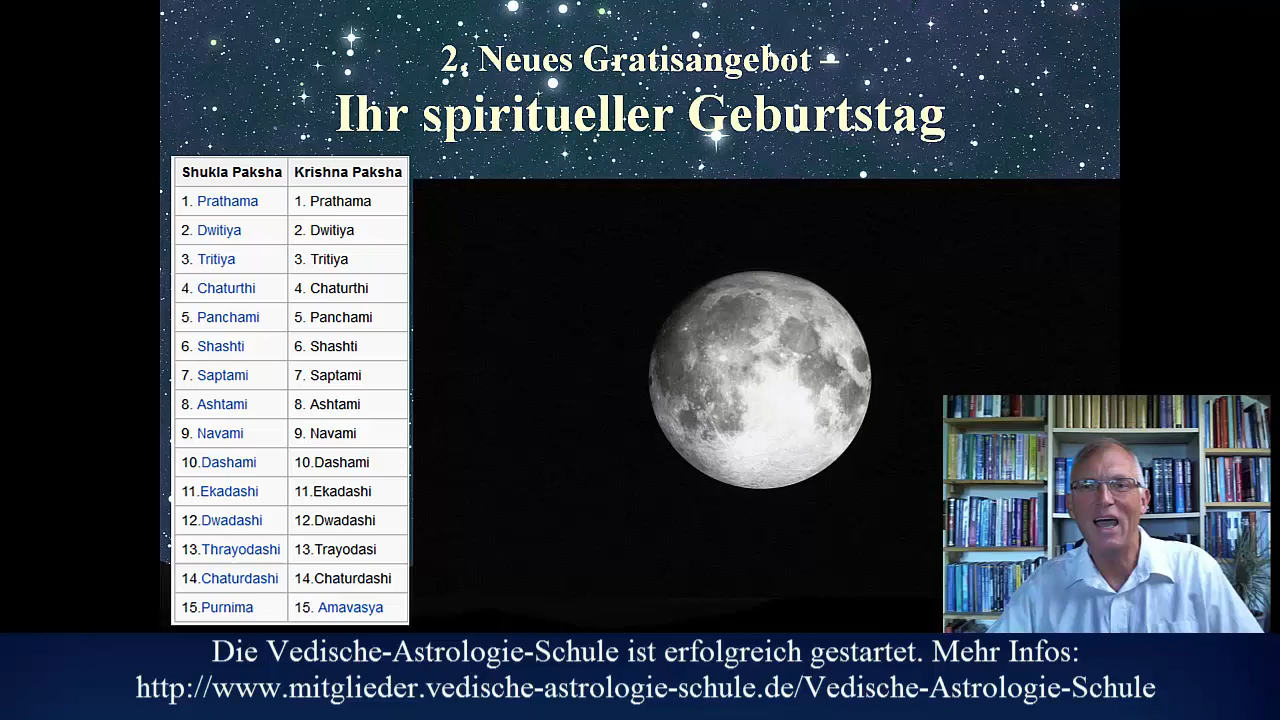 2. Neues Gratisangebot –
Ihr spiritueller Geburtstag
Shukla Paksha Krishna Paksha
1. Prathama 1. Prathama
2. Dwitiya 2. Dwitiya
3. Tritiya 3. Tritiya
4. Chaturthi 4. Chaturthi
5. Panchami 5. Panchami
6. Shashti 6. Shashti
7. Saptami 7. Saptami
8. Ashtami 8. Ashtami
9. Navami 9. Navami
10.Dashami 10.Dashami
11.Ekadashi 11.Ekadashi
12.Dwadashi 12.Dwadashi
13.Thrayodashi 13.Trayodasi
14.Chaturdashi 14.Chaturdashi
15.Purnima 15. Amavasya
Die Vedische-Astrologie-Schule ist erfolgreich gestartet. Mehr Infos:
http://www.mitglieder.vedische-astrologie-schule.de/Vedische-Astrologie-Schule